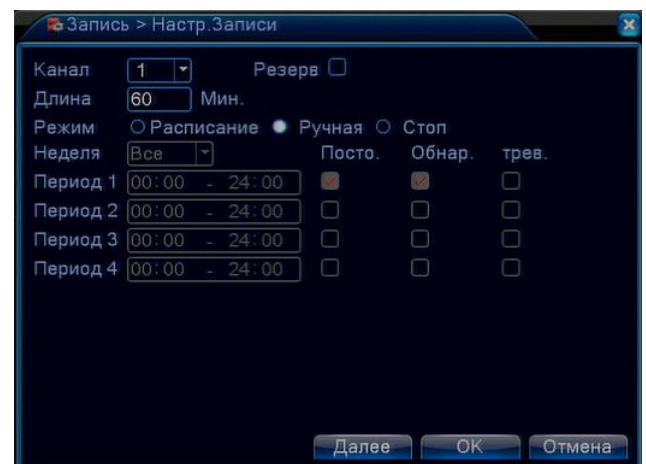 Запись > Настр.Записи
Канал 1 Резерв
Длина 60 Мин.
Режим Расписание Ручная Стоп
Неделя Все Посто. Обнар. трев.
Период 1 00:00 - 24:00
Период 2 00:00 - 24:00
Период 3 00:00 - 24:00
Период 4 00:00 - 24:00
Далее OK Отмена